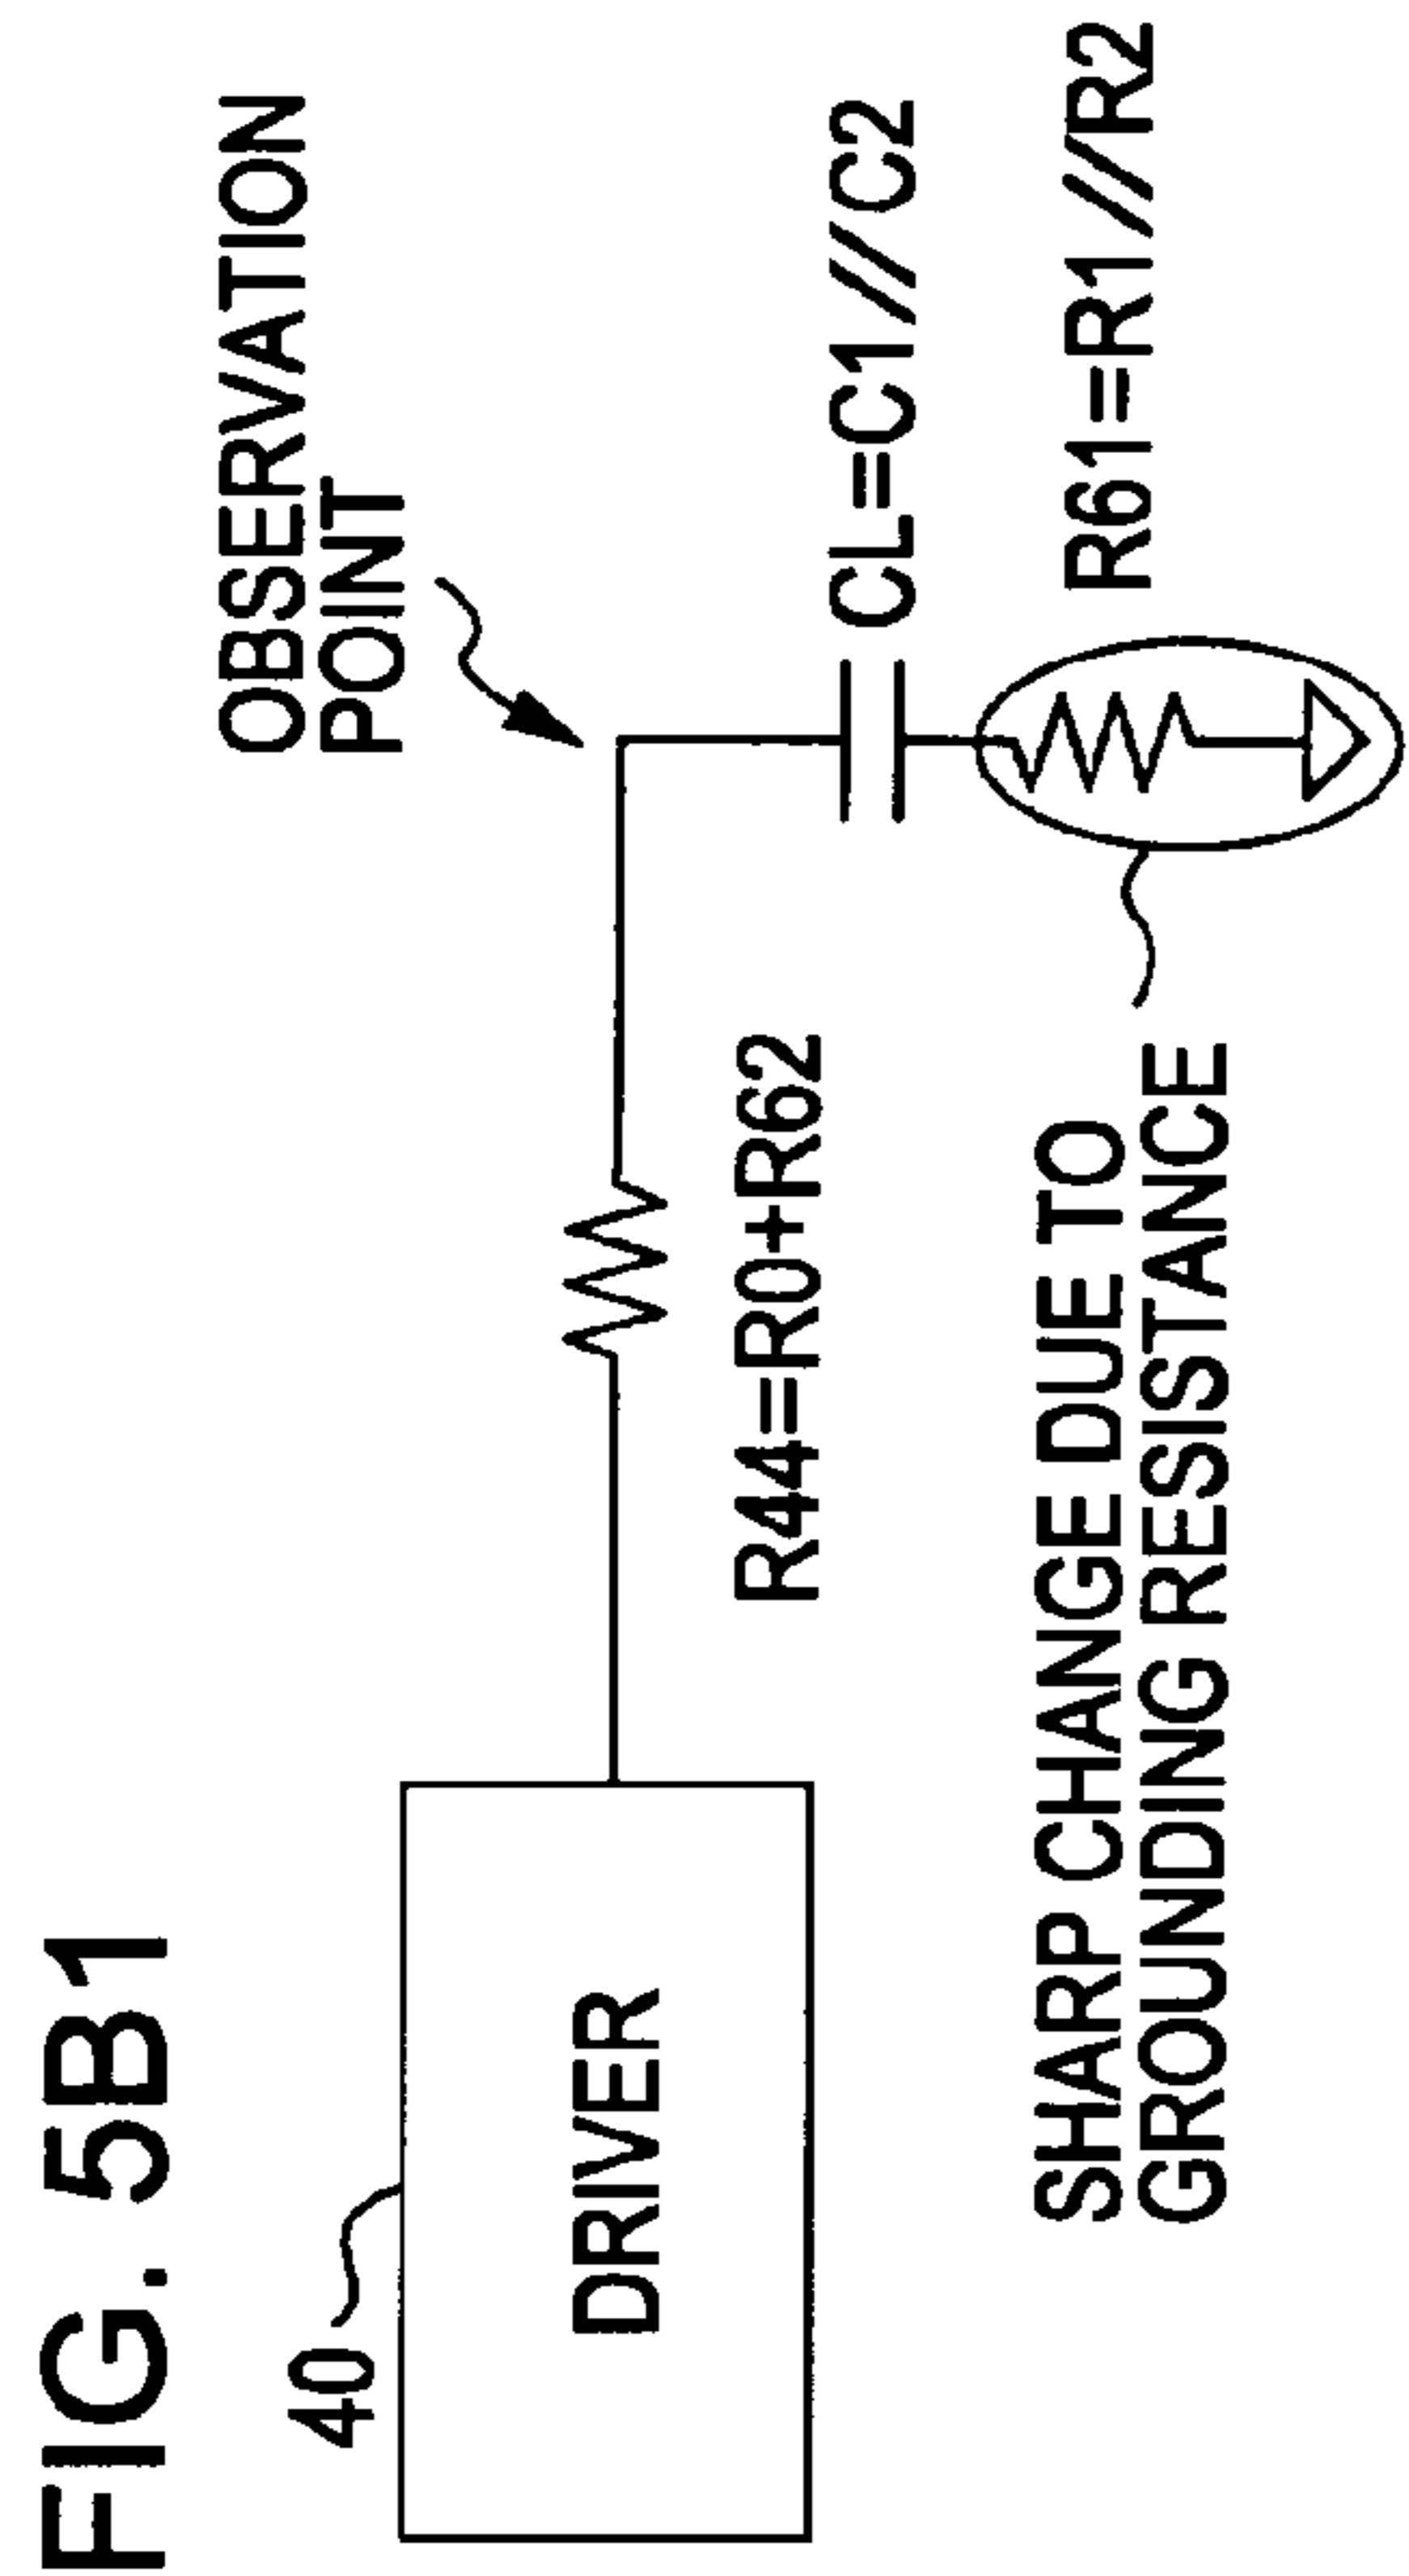 FIG. 5B1
OBSERVATION
POINT
40
DRIVER
R44=R0+R62
CL=C1//C2
R61=R1//R2
SHARP CHANGE DUE TO
GROUNDING RESISTANCE